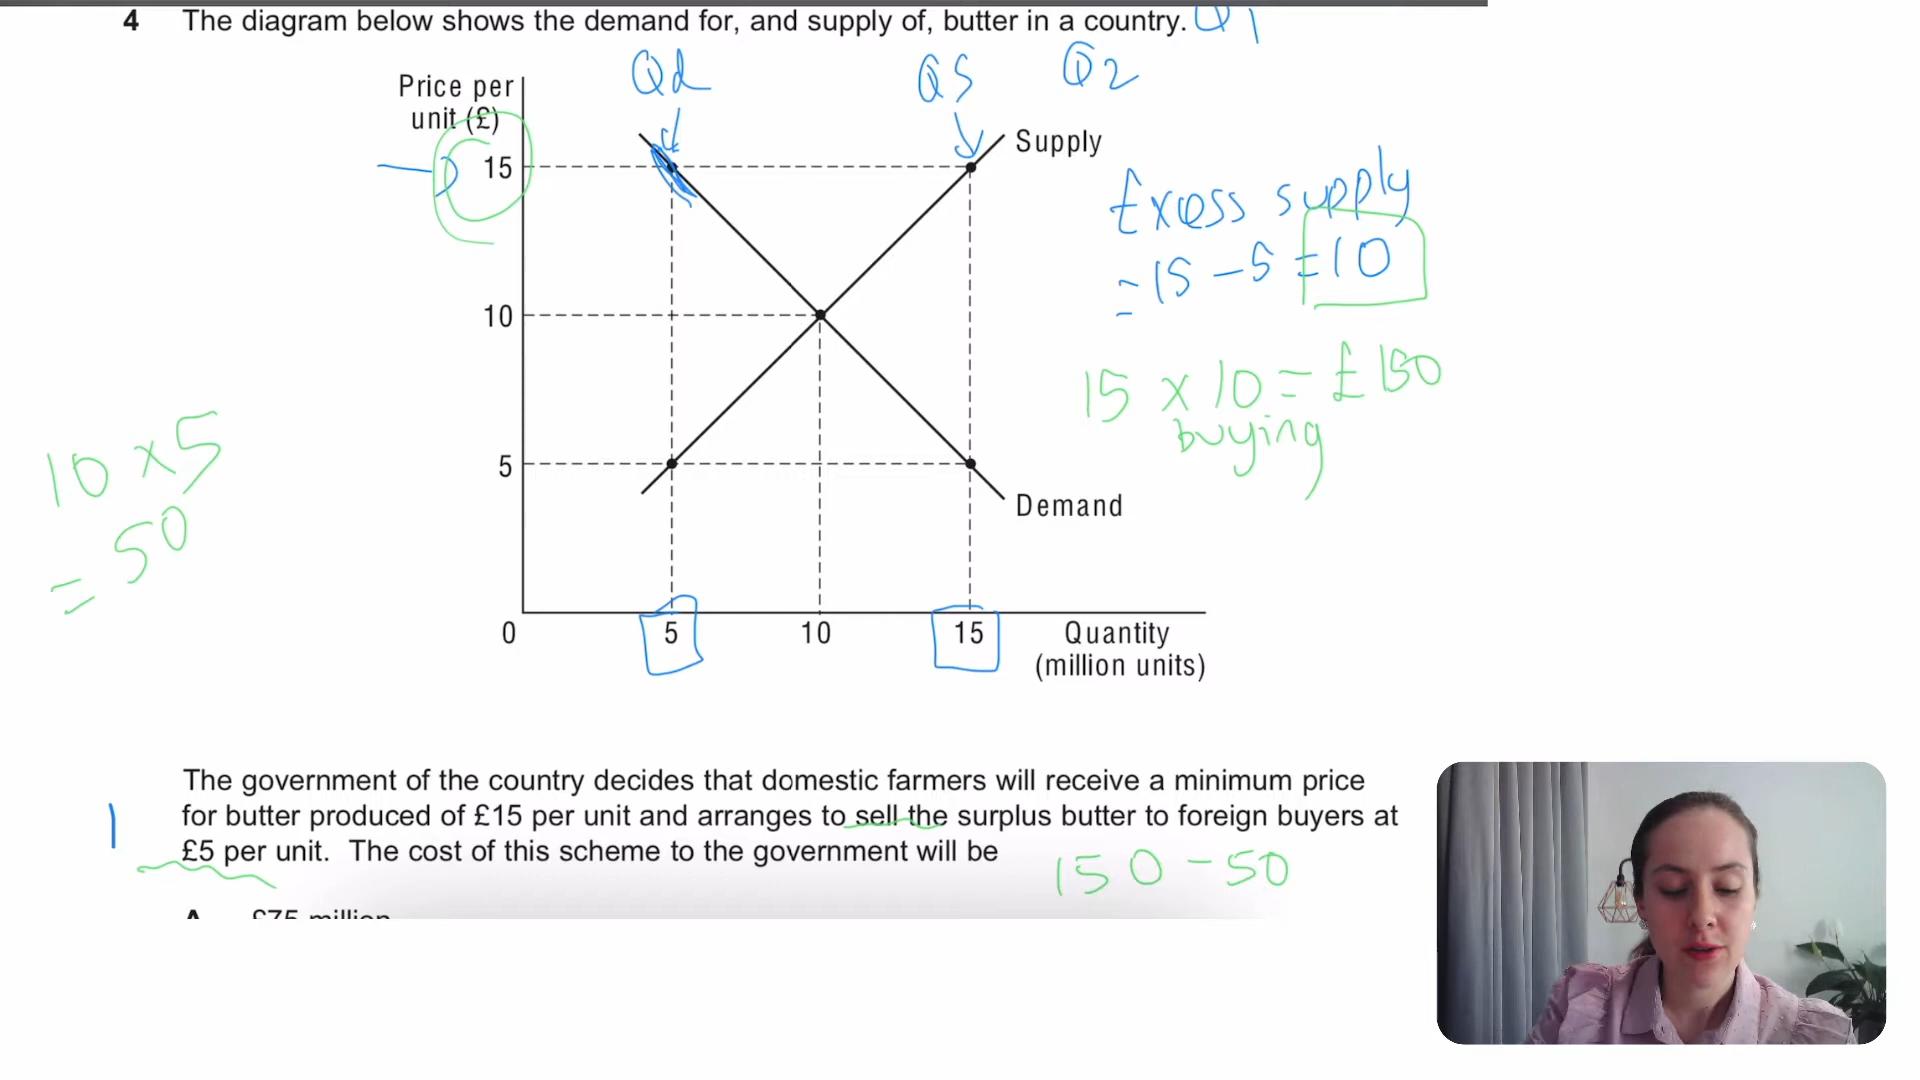 4 The diagram below shows the demand for, and supply of, butter in a country. Q1
Qd QS Q2
Price per
unit (£)
15
Supply
Excess supply
= 15 - 5 = 10
10
15 x 10 = £150
buying
10 x 5
= 50
5
Demand
0 5 10 15 Quantity
(million units)
The government of the country decides that domestic farmers will receive a minimum price
1 for butter produced of £15 per unit and arranges to sell the surplus butter to foreign buyers at
£5 per unit. The cost of this scheme to the government will be
150 - 50
A £75 million